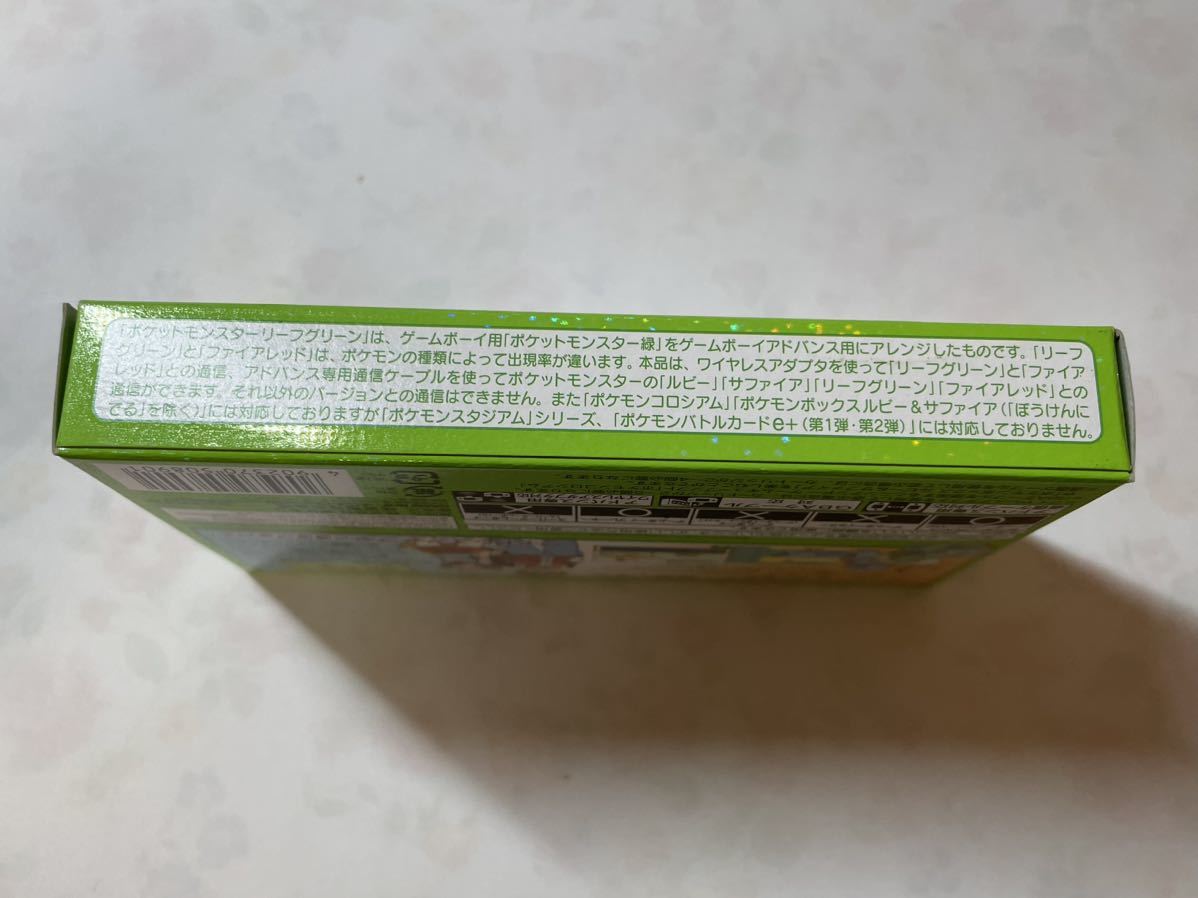 「ポケットモンスターリーフグリーン」は、ゲームボーイ用「ポケットモンスター緑」をゲームボーイアドバンス用にアレンジしたものです。「リーフ
グリーン」と「ファイアレッド」は、ポケモンの種類によって出現率が違います。本品は、ワイヤレスアダプタを使って「リーフグリーン」と「ファイア
レッド」との通信、アドバンス専用通信ケーブルを使ってポケットモンスターの「ルビー」「サファイア」「リーフグリーン」「ファイアレッド」との
通信ができます。それ以外のバージョンとの通信はできません。また「ポケモンコロシアム」「ポケモンボックスルビー&サファイア(「ぼうけんに
でる」を除く)」には対応しておりますが「ポケモンスタジアム」シリーズ、「ポケモンバトルカードe+(第1弾・第2弾)」には対応しておりません。